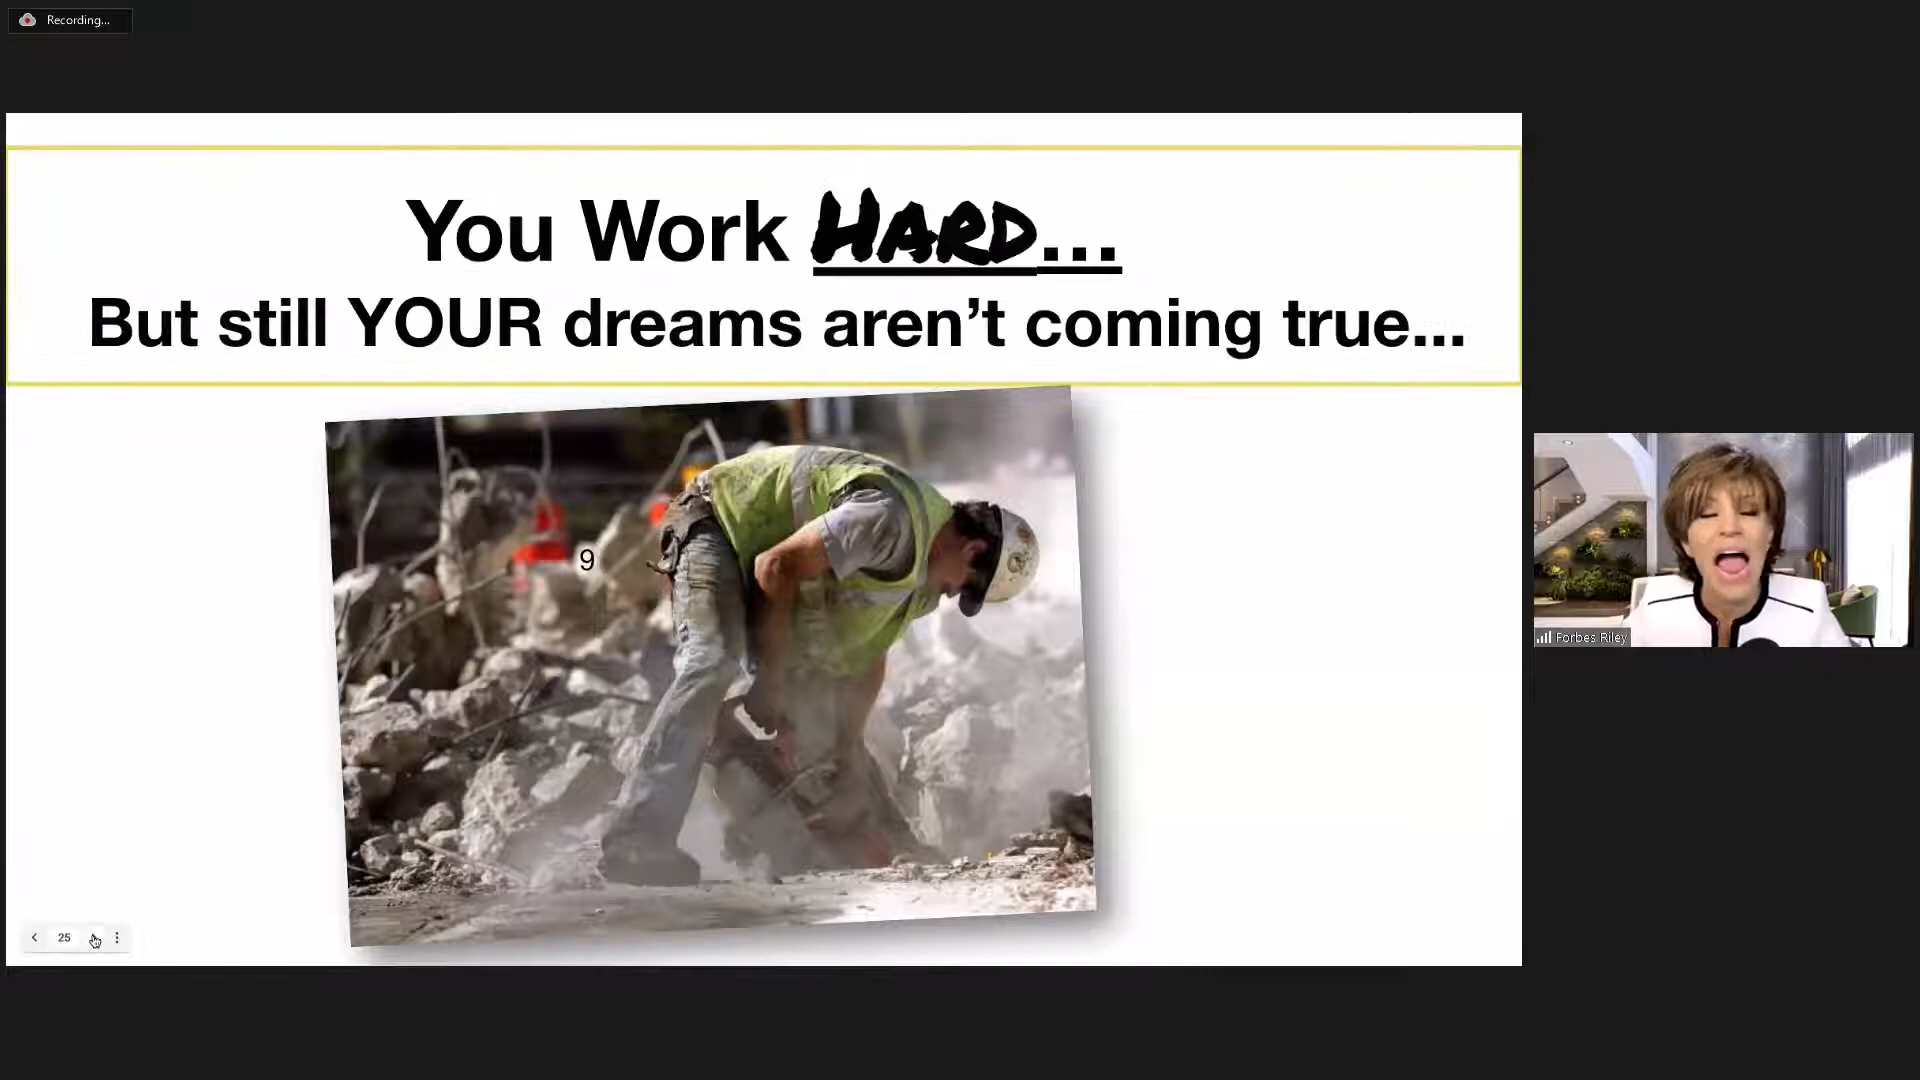 Recording...
You Work HARD...
But still YOUR dreams aren’t coming true...
9
Forbes Riley
25